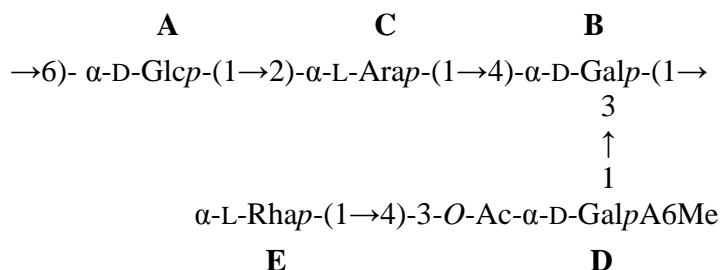 A C B
→6)- α-D-Glcp-(1→2)-α-L-Arap-(1→4)-α-D-Galp-(1→
3
↑
1
α-L-Rhap-(1→4)-3-O-Ac-α-D-GalpA6Me
E D